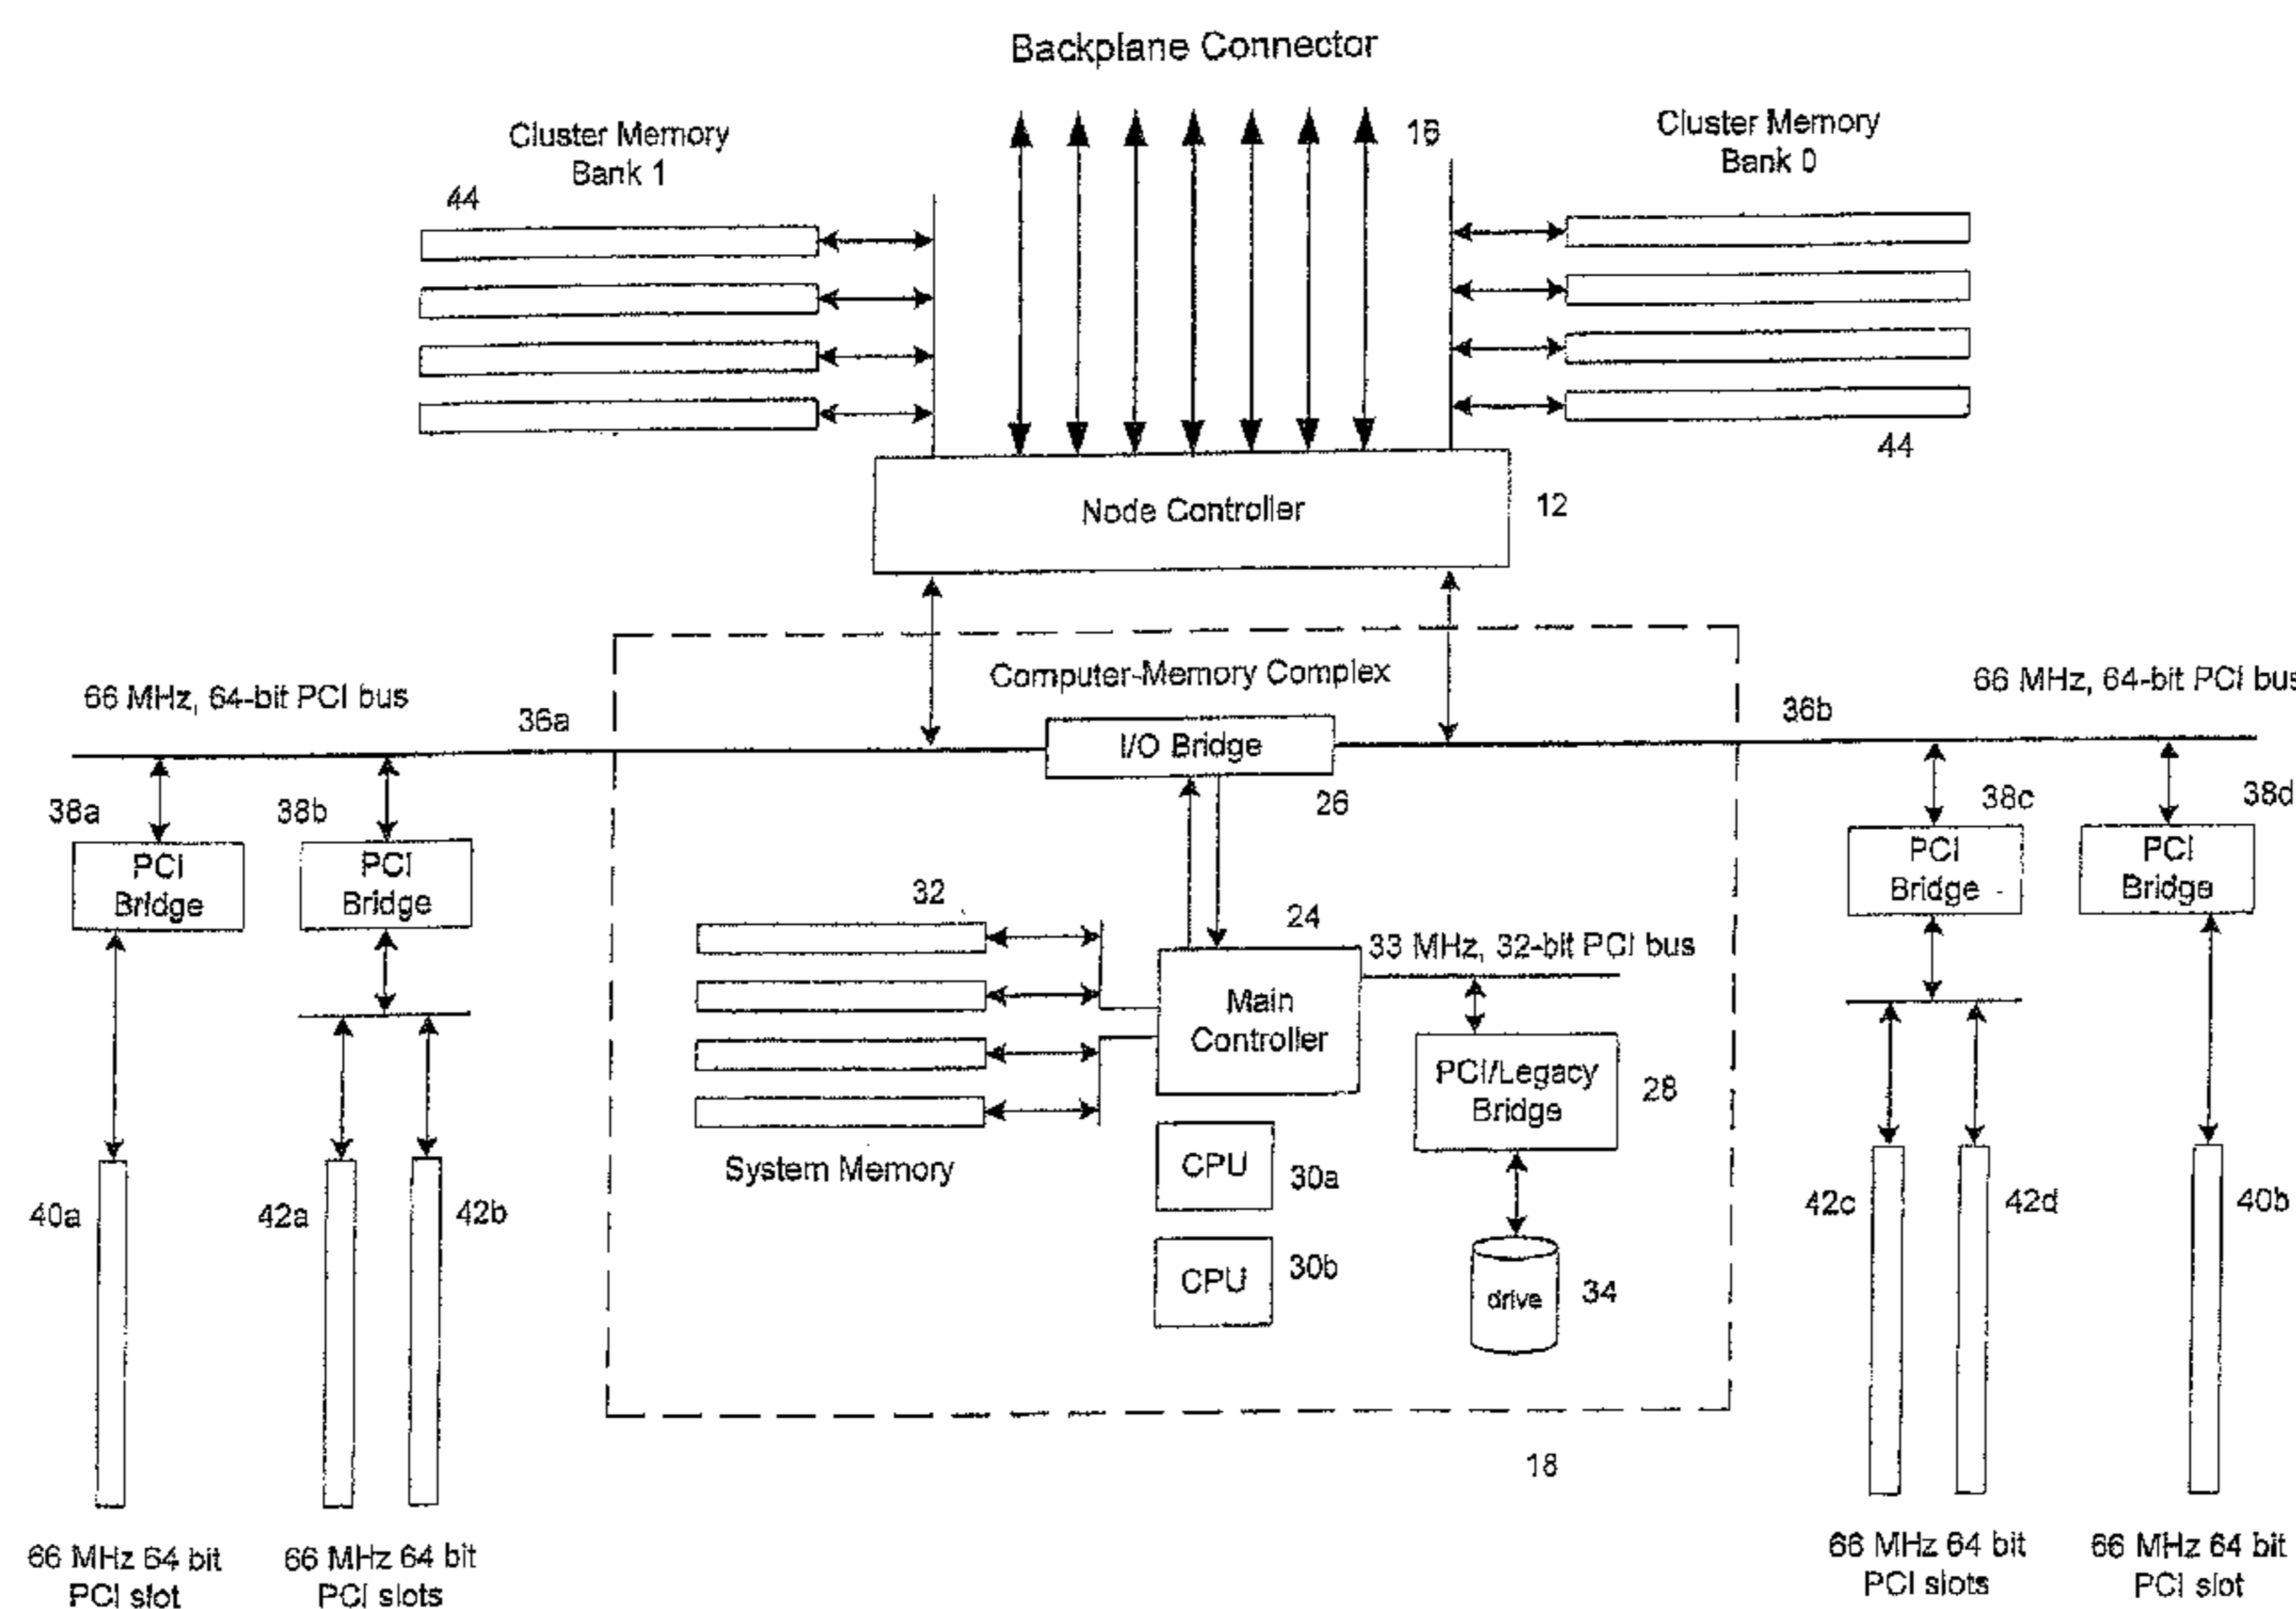 Backplane Connector
Cluster Memory
Bank 1
16
Cluster Memory
Bank 0
44
44
Node Controller
12
Computer-Memory Complex
66 MHz, 64-bit PCI bus
66 MHz, 64-bit PCI bus
36a
36b
I/O Bridge
26
38a
38b
38c
38d
PCI
Bridge
PCI
Bridge
PCI
Bridge
PCI
Bridge
32
24
33 MHz, 32-bit PCI bus
Main
Controller
PCI/Legacy
Bridge
28
System Memory
CPU
30a
CPU
30b
drive
34
40a
42a
42b
42c
42d
40b
18
66 MHz 64 bit
PCI slot
66 MHz 64 bit
PCI slots
66 MHz 64 bit
PCI slots
66 MHz 64 bit
PCI slot